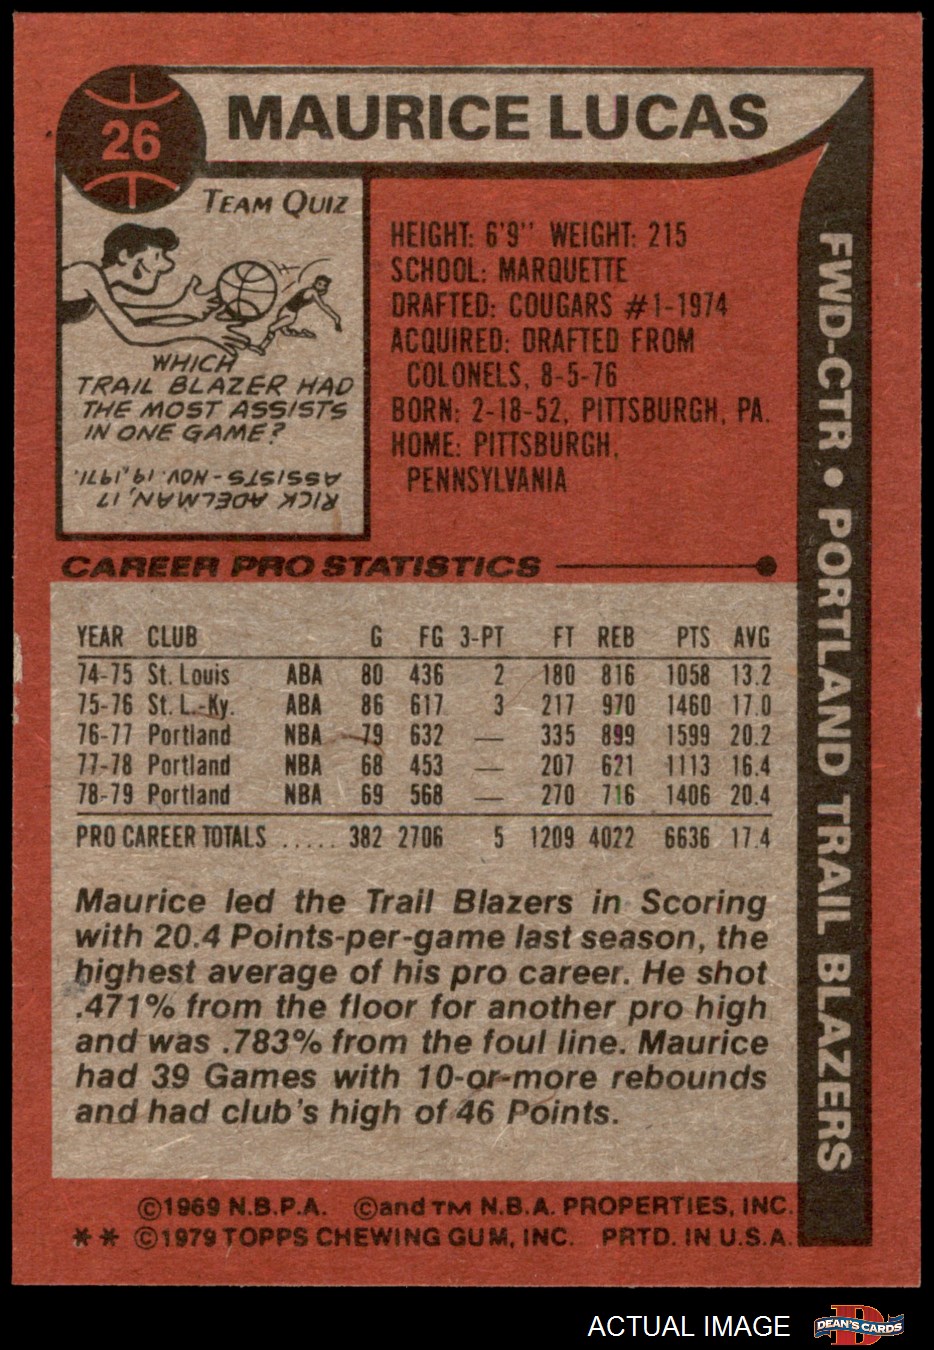 26
MAURICE LUCAS
TEAM QUIZ
WHICH
TRAIL BLAZER HAD
THE MOST ASSISTS
IN ONE GAME?
RICK ADELMAN, 17
ASSISTS - NOV. 19, 1971.
HEIGHT: 6'9" WEIGHT: 215
SCHOOL: MARQUETTE
DRAFTED: COUGARS #1-1974
ACQUIRED: DRAFTED FROM
COLONELS, 8-5-76
BORN: 2-18-52, PITTSBURGH, PA.
HOME: PITTSBURGH,
PENNSYLVANIA
FWD-CTR • PORTLAND TRAIL BLAZERS
CAREER PRO STATISTICS
YEAR CLUB G FG 3-PT FT REB PTS AVG
74-75 St. Louis ABA 80 436 2 180 816 1058 13.2
75-76 St. L.-Ky. ABA 86 617 3 217 970 1460 17.0
76-77 Portland NBA 79 632 — 335 899 1599 20.2
77-78 Portland NBA 68 453 — 207 621 1113 16.4
78-79 Portland NBA 69 568 — 270 716 1406 20.4
PRO CAREER TOTALS ..... 382 2706 5 1209 4022 6636 17.4
Maurice led the Trail Blazers in Scoring
with 20.4 Points-per-game last season, the
highest average of his pro career. He shot
.471% from the floor for another pro high
and was .783% from the foul line. Maurice
had 39 Games with 10-or-more rebounds
and had club's high of 46 Points.
©1969 N.B.P.A. ©and TM N.B.A. PROPERTIES, INC.
** ©1979 TOPPS CHEWING GUM, INC. PRTD. IN U.S.A.
ACTUAL IMAGE
D
DEAN'S CARDS